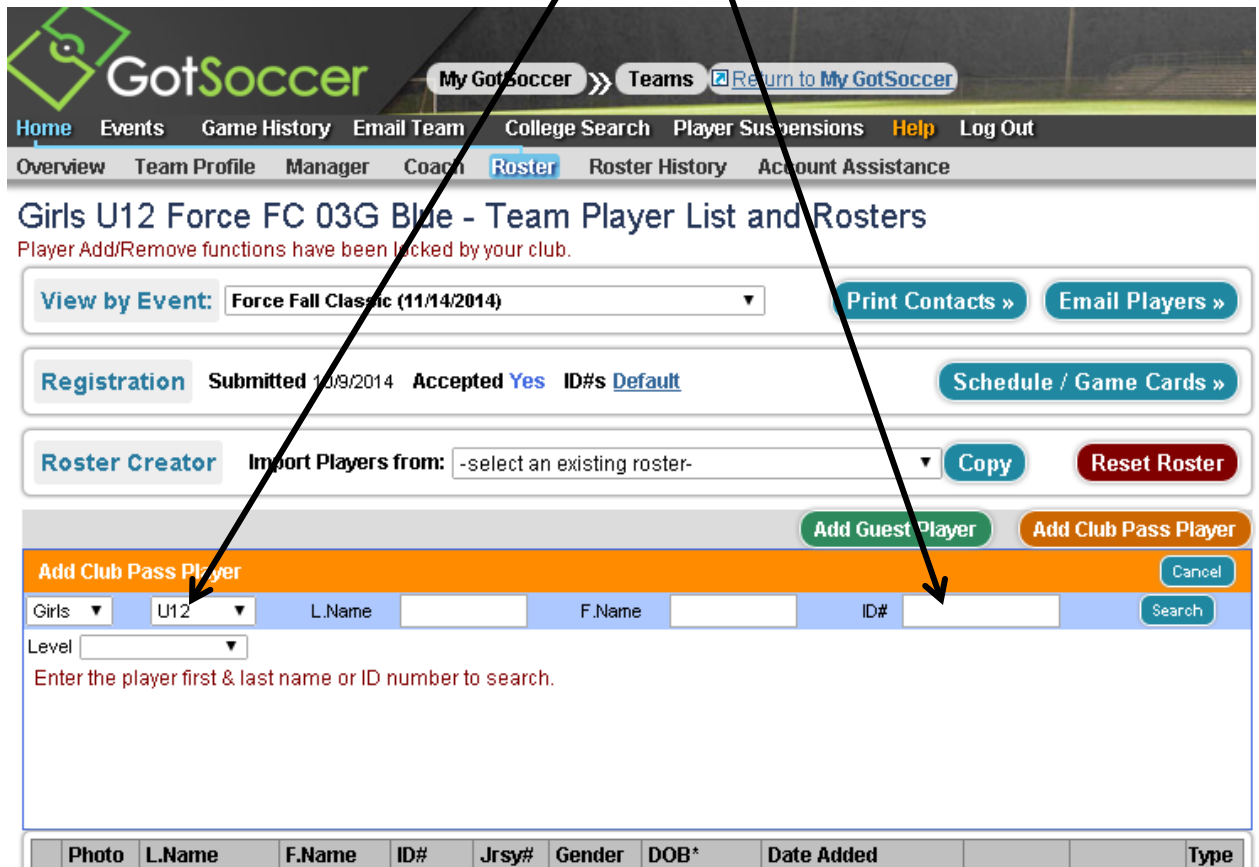 GotSoccer
My GotSoccer » Teams Return to My GotSoccer
Home Events Game History Email Team College Search Player Suspensions Help Log Out
Overview Team Profile Manager Coach Roster Roster History Account Assistance
Girls U12 Force FC 03G Blue - Team Player List and Rosters
Player Add/Remove functions have been locked by your club.
View by Event: Force Fall Classic (11/14/2014) Print Contacts » Email Players »
Registration Submitted 10/9/2014 Accepted Yes ID#s Default Schedule / Game Cards »
Roster Creator Import Players from: -select an existing roster- Copy Reset Roster
Add Guest Player Add Club Pass Player
Add Club Pass Player Cancel
Girls U12 L.Name F.Name ID# Search
Level
Enter the player first & last name or ID number to search.
Photo L.Name F.Name ID# Jrsy# Gender DOB* Date Added Type